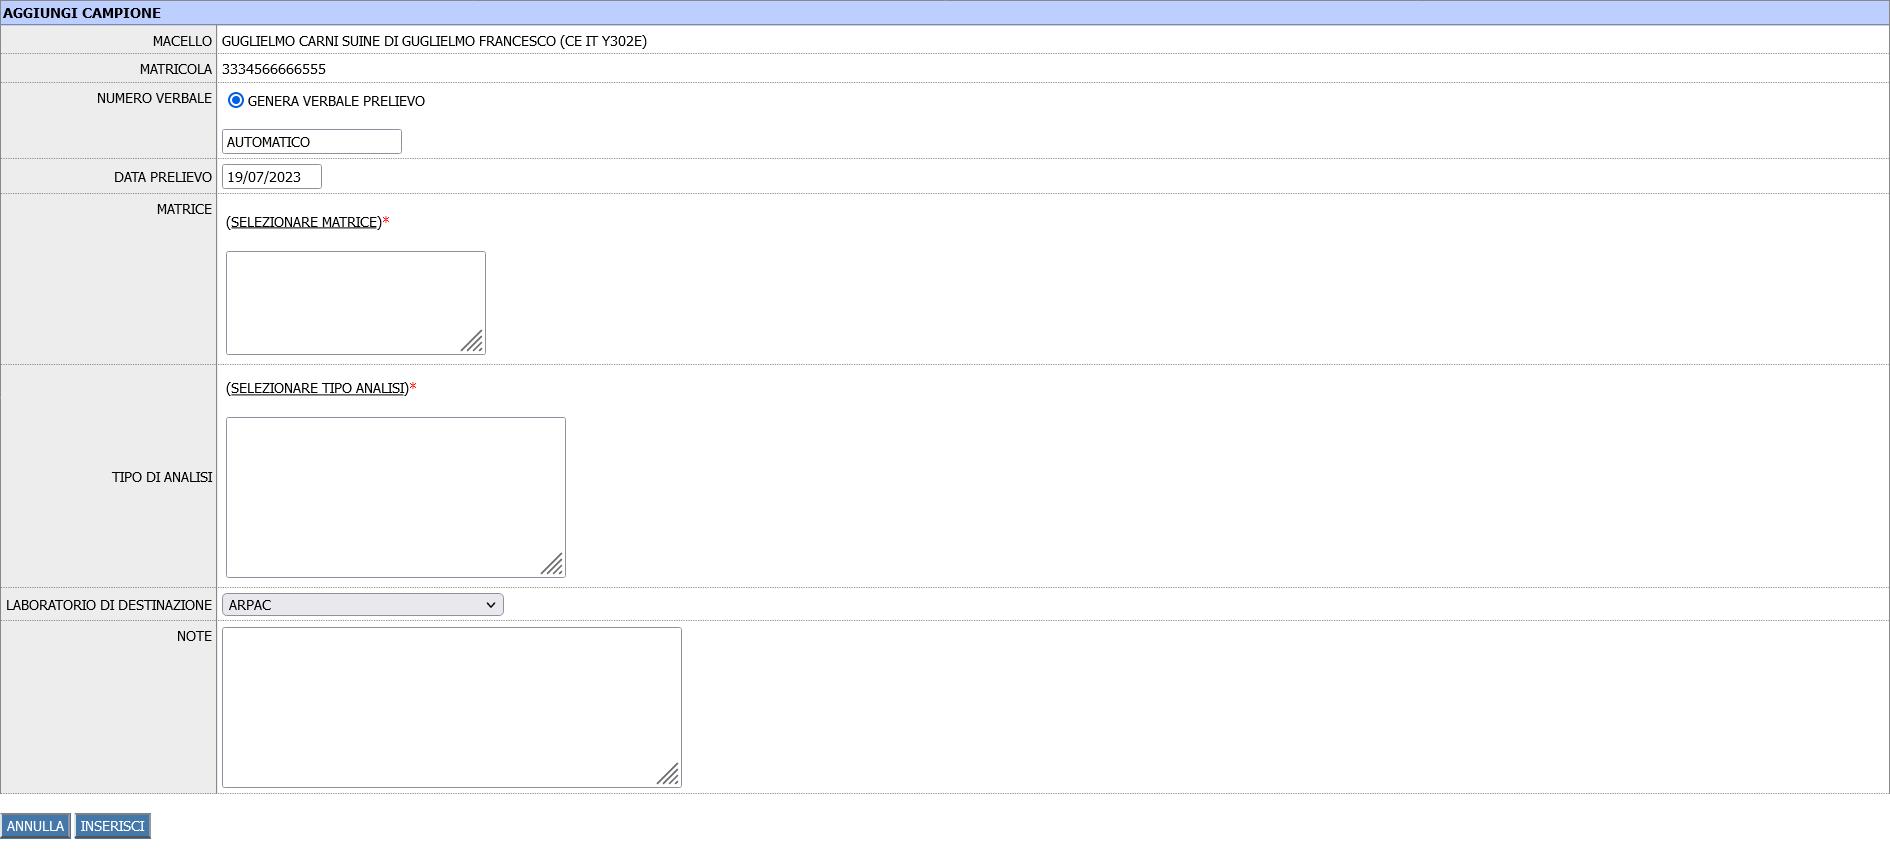 AGGIUNGI CAMPIONE
MACELLO GUGLIELMO CARNI SUINE DI GUGLIELMO FRANCESCO (CE IT Y302E)
MATRICOLA 3334566666555
NUMERO VERBALE GENERA VERBALE PRELIEVO
AUTOMATICO
DATA PRELIEVO 19/07/2023
MATRICE
(SELEZIONARE MATRICE)*
(SELEZIONARE TIPO ANALISI)*
TIPO DI ANALISI
LABORATORIO DI DESTINAZIONE ARPAC
NOTE
ANNULLA INSERISCI